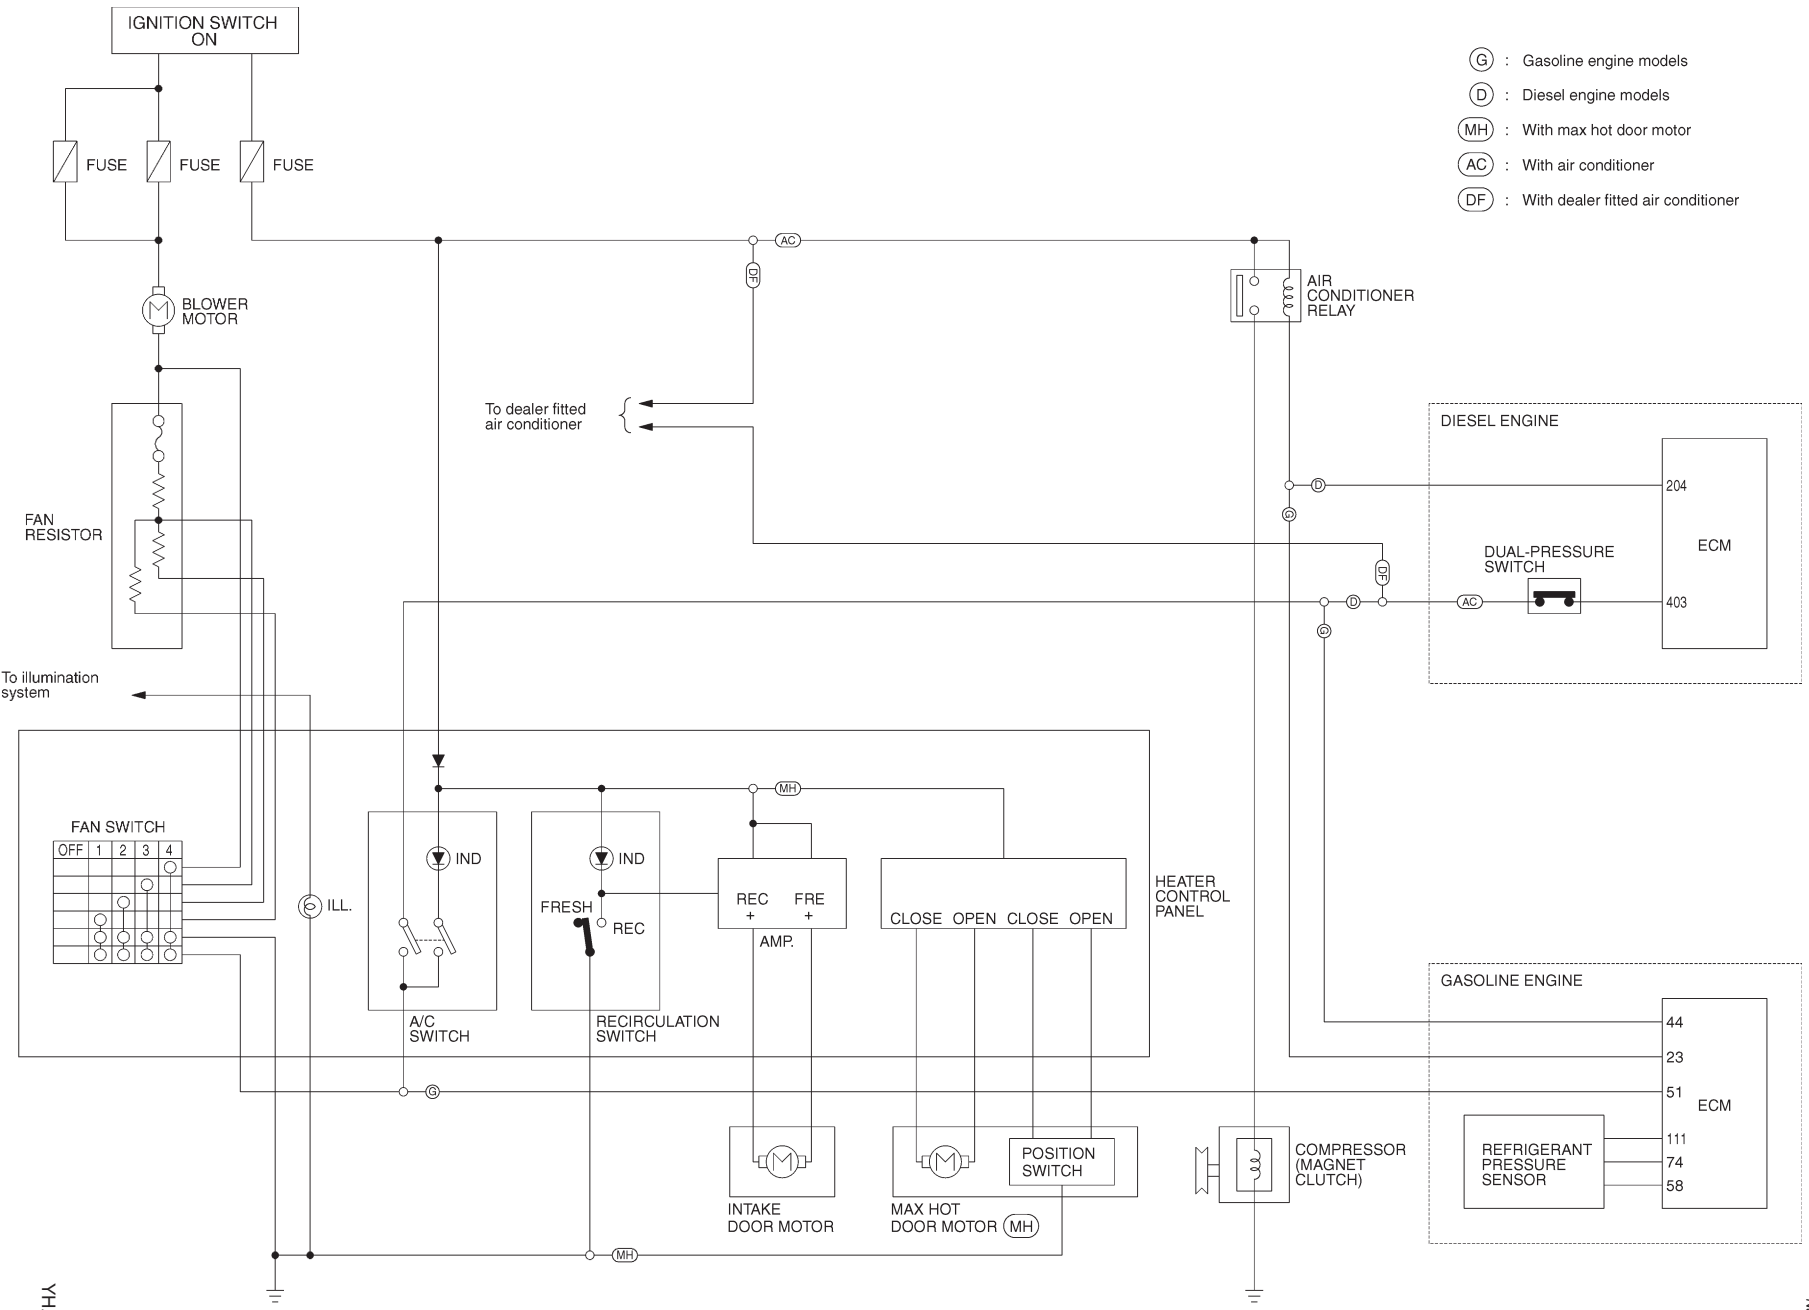 IGNITION SWITCH
ON
G : Gasoline engine models
D : Diesel engine models
MH : With max hot door motor
AC : With air conditioner
DF : With dealer fitted air conditioner
FUSE
FUSE
FUSE
AC
DF
BLOWER
MOTOR
M
AIR
CONDITIONER
RELAY
To dealer fitted
air conditioner
DIESEL ENGINE
D
204
G
ECM
FAN
RESISTOR
DUAL-PRESSURE
SWITCH
DF
D
AC
403
G
To illumination
system
MH
FAN SWITCH
OFF 1 2 3 4
IND
IND
ILL.
FRESH
REC
REC
+
FRE
+
AMP.
CLOSE OPEN CLOSE OPEN
HEATER
CONTROL
PANEL
A/C
SWITCH
RECIRCULATION
SWITCH
GASOLINE ENGINE
44
23
G
51
ECM
111
74
58
REFRIGERANT
PRESSURE
SENSOR
M
INTAKE
DOOR MOTOR
M
POSITION
SWITCH
MAX HOT
DOOR MOTOR MH
COMPRESSOR
(MAGNET
CLUTCH)
MH